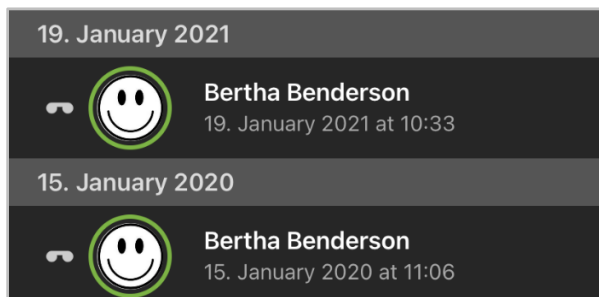 19. January 2021
Bertha Benderson
19. January 2021 at 10:33
15. January 2020
Bertha Benderson
15. January 2020 at 11:06